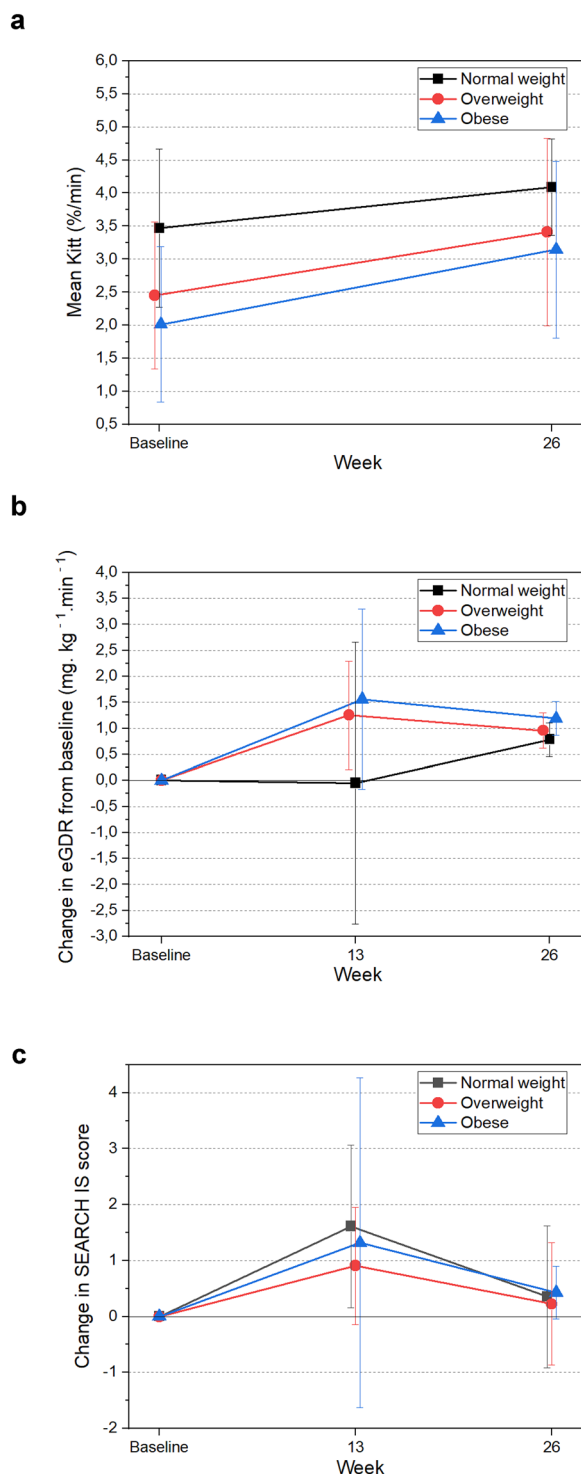 a
6,0
5,5
5,0
4,5
4,0
3,5
3,0
2,5
2,0
1,5
1,0
0,5
Mean Kitt (%/min)
Normal weight
Overweight
Obese
Baseline 26
Week
b
4,0
3,5
3,0
2,5
2,0
1,5
1,0
0,5
0,0
-0,5
-1,0
-1,5
-2,0
-2,5
-3,0
Change in eGDR from baseline (mg. kg⁻¹.min⁻¹)
Normal weight
Overweight
Obese
Baseline 13 26
Week
c
4
3
2
1
0
-1
-2
Change in SEARCH IS score
Normal weight
Overweight
Obese
Baseline 13 26
Week